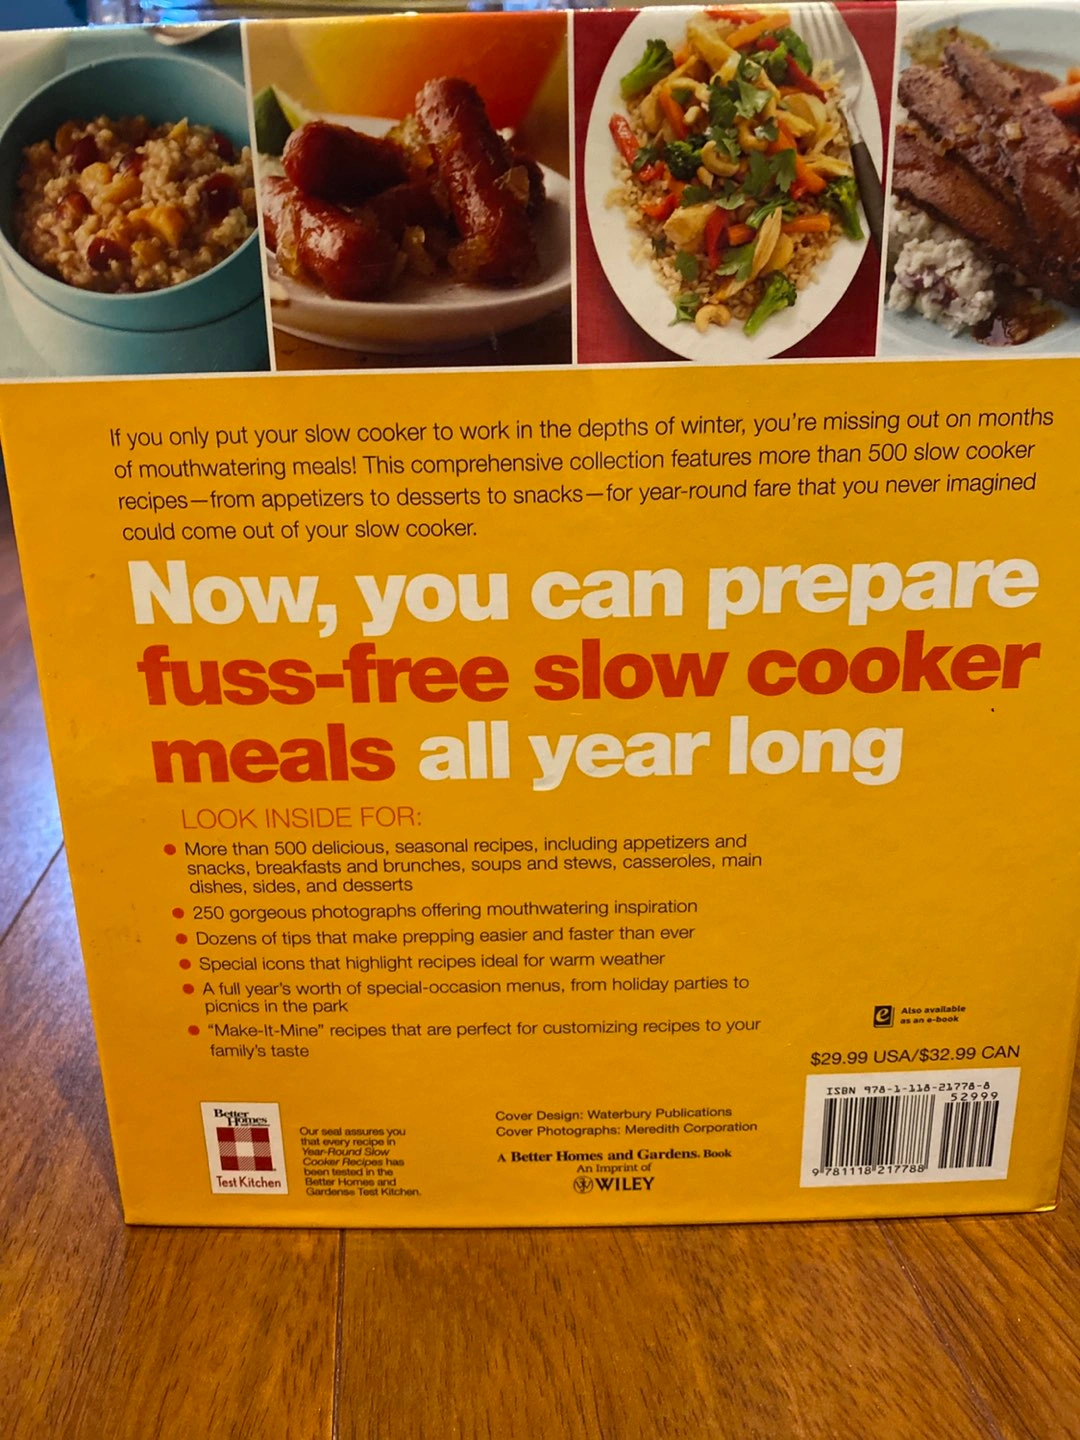 If you only put your slow cooker to work in the depths of winter, you're missing out on months
of mouthwatering meals! This comprehensive collection features more than 500 slow cooker
recipes—from appetizers to desserts to snacks—for year-round fare that you never imagined
could come out of your slow cooker.
Now, you can prepare
fuss-free slow cooker
meals all year long
LOOK INSIDE FOR:
• More than 500 delicious, seasonal recipes, including appetizers and
snacks, breakfasts and brunches, soups and stews, casseroles, main
dishes, sides, and desserts
• 250 gorgeous photographs offering mouthwatering inspiration
• Dozens of tips that make prepping easier and faster than ever
• Special icons that highlight recipes ideal for warm weather
• A full year's worth of special-occasion menus, from holiday parties to
picnics in the park
• "Make-It-Mine" recipes that are perfect for customizing recipes to your
family's taste
e Also available
as an e-book
$29.99 USA/$32.99 CAN
ISBN 978-1-118-21778-8
52999
9 781118 217788
Better
Homes
Test Kitchen
Our seal assures you
that every recipe in
Year-Round Slow
Cooker Recipes has
been tested in the
Better Homes and
Gardens® Test Kitchen.
Cover Design: Waterbury Publications
Cover Photographs: Meredith Corporation
A Better Homes and Gardens® Book
An Imprint of
WILEY